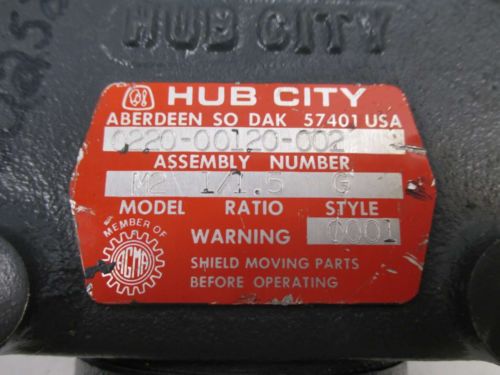 HUB CITY
HUB CITY
ABERDEEN SO DAK 57401 USA
0220-00120-002
ASSEMBLY NUMBER
M2 1/1.5 G
MODEL RATIO STYLE
MEMBER OF
AGMA
WARNING
SHIELD MOVING PARTS
BEFORE OPERATING